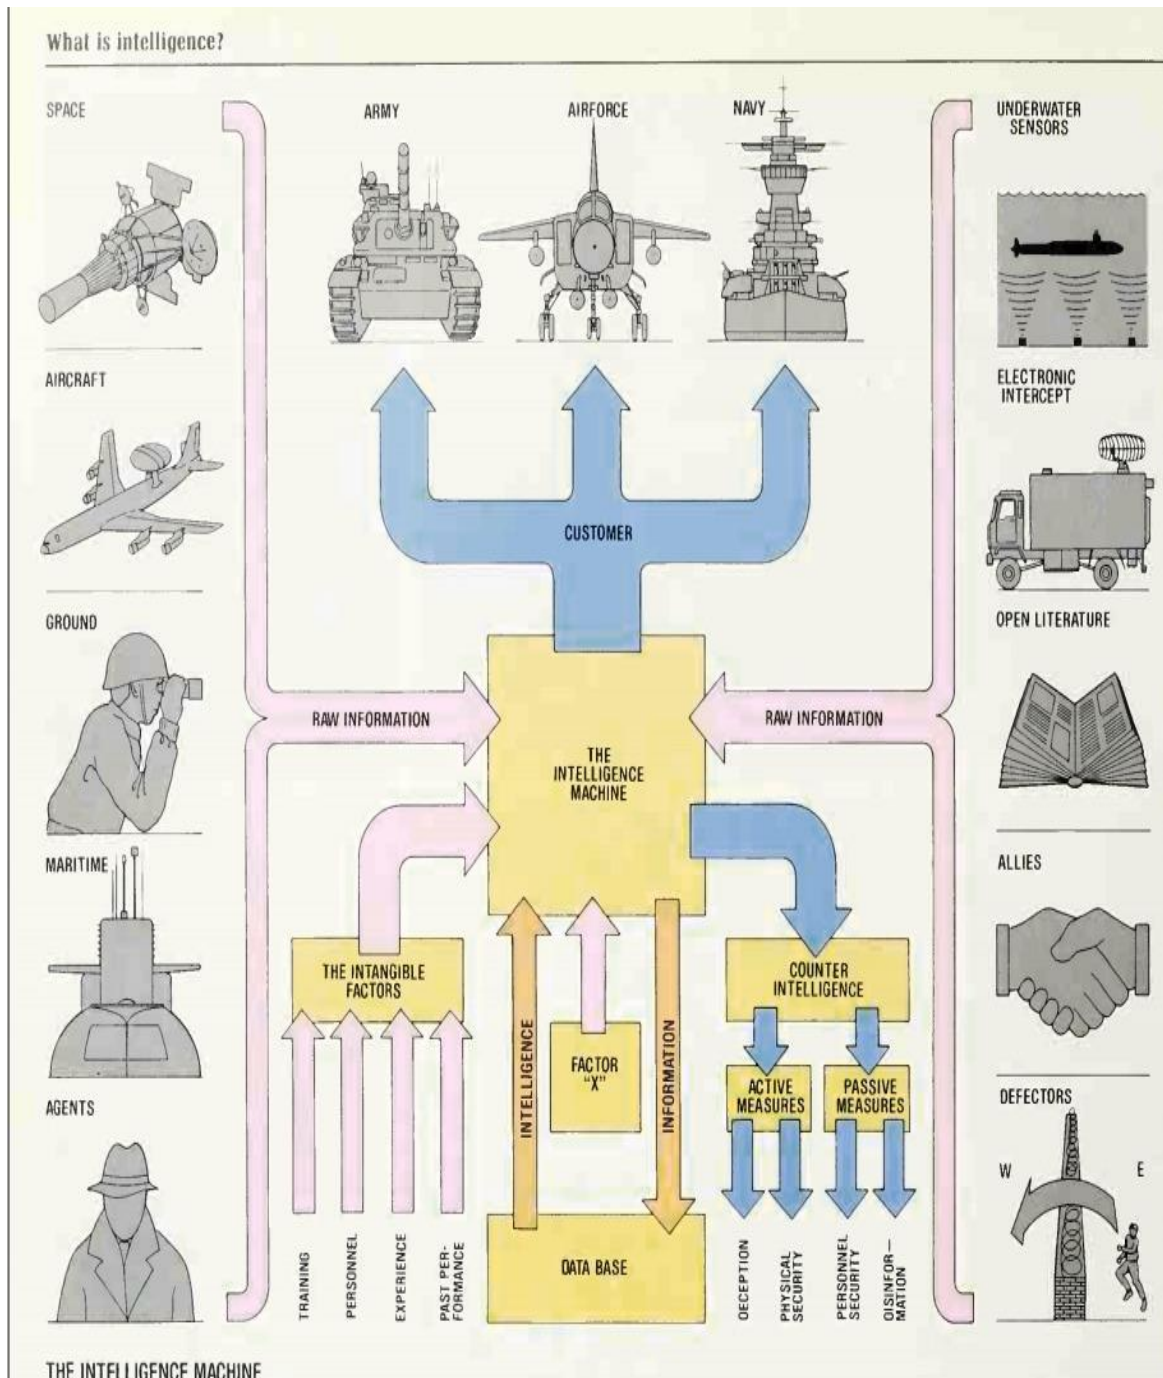 What is intelligence?
SPACE
ARMY
AIRFORCE
NAVY
UNDERWATER
SENSORS
AIRCRAFT
ELECTRONIC
INTERCEPT
CUSTOMER
GROUND
OPEN LITERATURE
RAW INFORMATION
RAW INFORMATION
THE
INTELLIGENCE
MACHINE
MARITIME
ALLIES
THE INTANGIBLE
FACTORS
COUNTER
INTELLIGENCE
INTELLIGENCE
FACTOR
"X"
INFORMATION
ACTIVE
MEASURES
PASSIVE
MEASURES
AGENTS
DEFECTORS
W
E
TRAINING
PERSONNEL
EXPERIENCE
PAST PER-
FORMANCE
DATA BASE
DECEPTION
PHYSICAL
SECURITY
PERSONNEL
SECURITY
DISINFOR—
MATION
THE INTELLIGENCE MACHINE